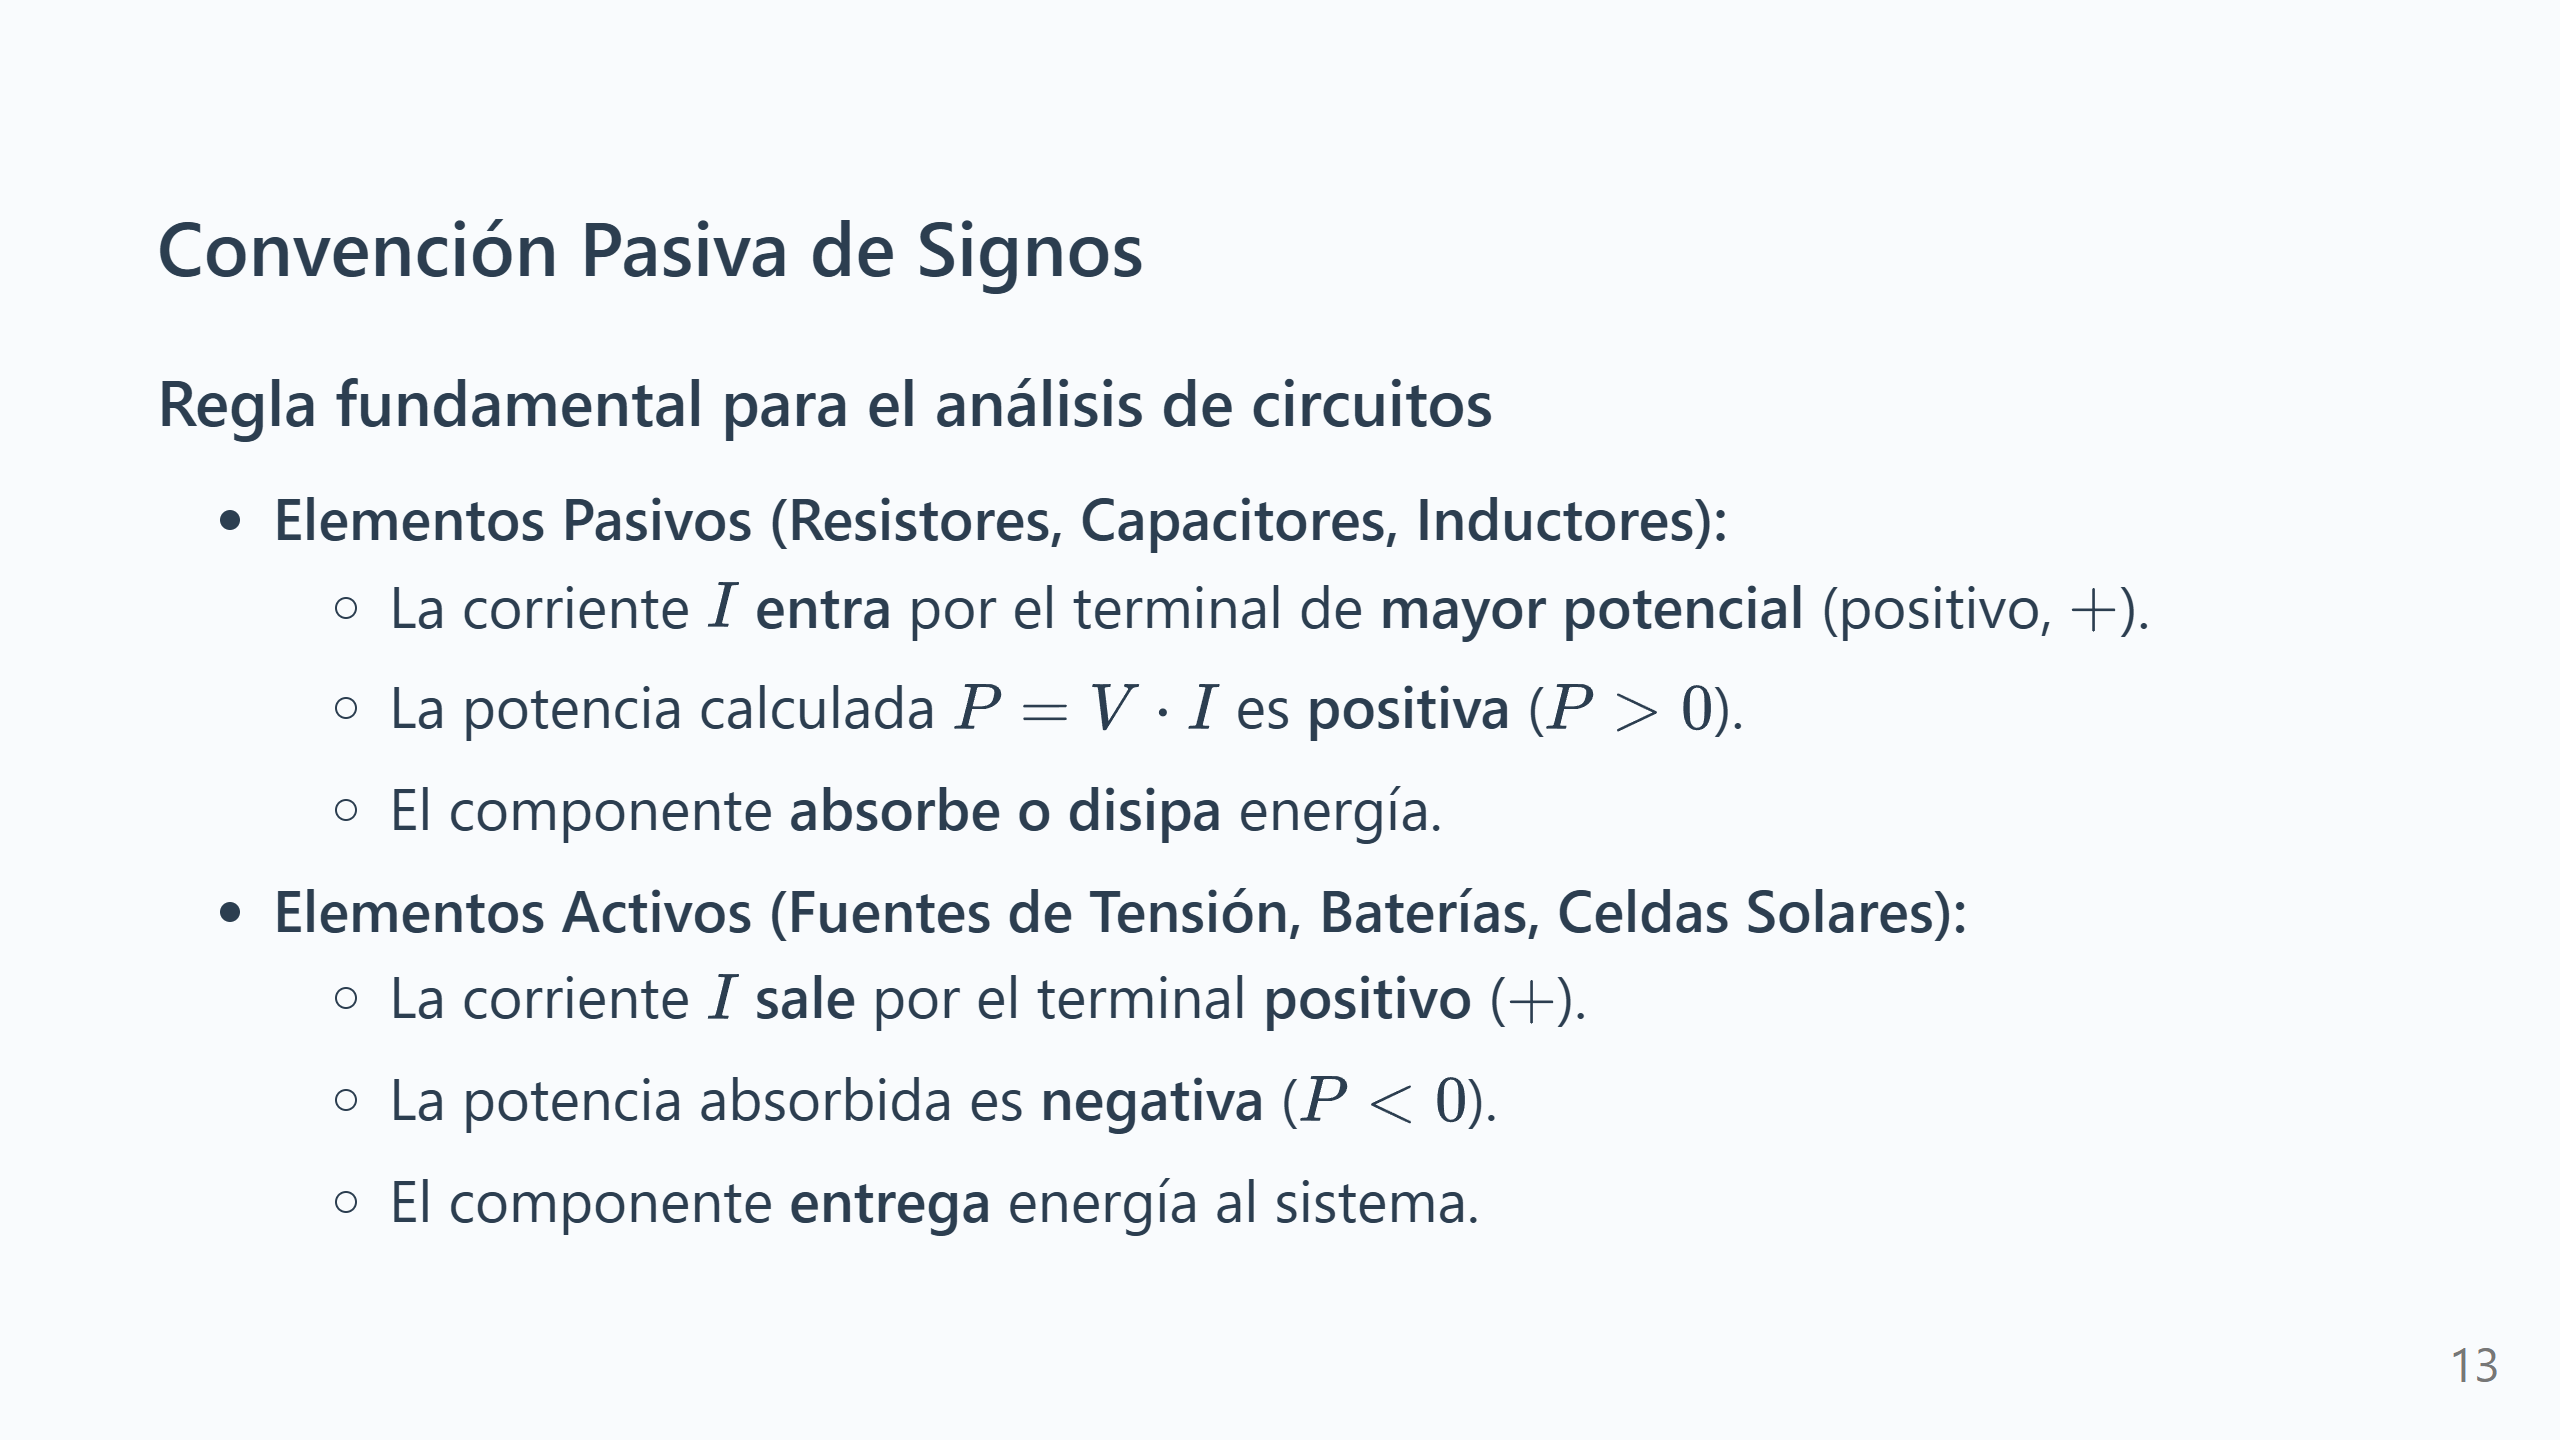 Convención Pasiva de Signos
Regla fundamental para el análisis de circuitos
• Elementos Pasivos (Resistores, Capacitores, Inductores):
○ La corriente I entra por el terminal de mayor potencial (positivo, +).
○ La potencia calculada P = V · I es positiva (P > 0).
○ El componente absorbe o disipa energía.
• Elementos Activos (Fuentes de Tensión, Baterías, Celdas Solares):
○ La corriente I sale por el terminal positivo (+).
○ La potencia absorbida es negativa (P < 0).
○ El componente entrega energía al sistema.
13